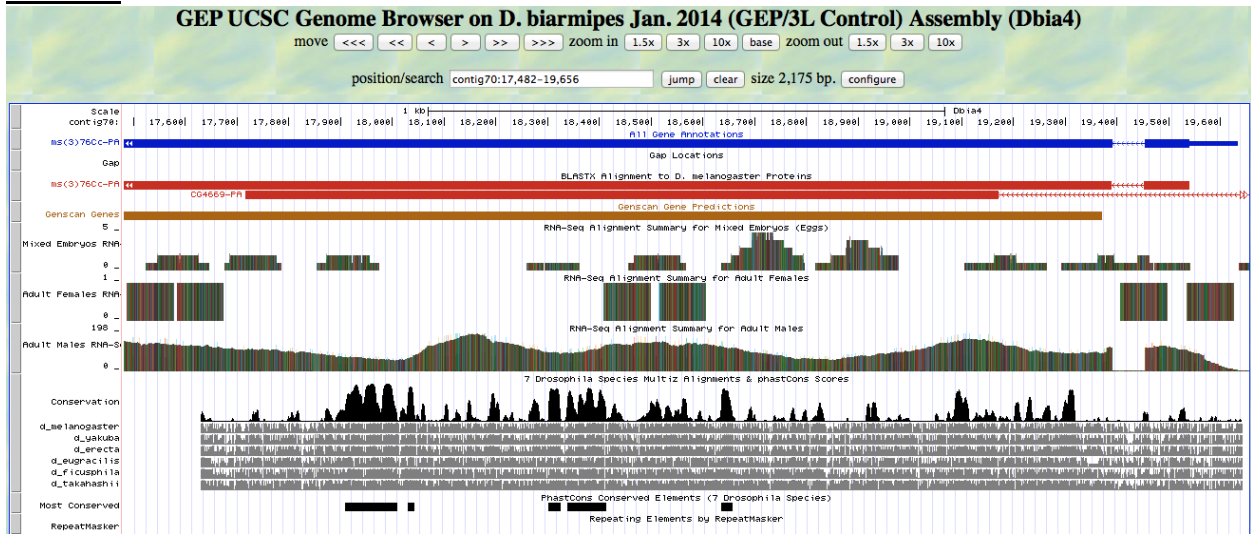 GEP UCSC Genome Browser on D. biarmipes Jan. 2014 (GEP/3L Control) Assembly (Dbia4)
move <<< << < > >> >>> zoom in 1.5x 3x 10x base zoom out 1.5x 3x 10x
position/search contig70:17,482-19,656 jump clear size 2,175 bp. configure
Scale 1 kb Dbia4
contig70: 17,600 17,700 17,800 17,900 18,000 18,100 18,200 18,300 18,400 18,500 18,600 18,700 18,800 18,900 19,000 19,100 19,200 19,300 19,400 19,500 19,600
All Gene Annotations
ms(3)76Cc-PA
Gap Locations
Gap
BLASTX Alignment to D. melanogaster Proteins
ms(3)76Cc-PA
CG4669-PA
Genscan Gene Predictions
Genscan Genes
RNA-Seq Alignment Summary for Mixed Embryos (Eggs)
5 _
Mixed Embryos RNA-
0 _
RNA-Seq Alignment Summary for Adult Females
1 _
Adult Females RNA
0 _
RNA-Seq Alignment Summary for Adult Males
198 _
Adult Males RNA-S
0 _
7 Drosophila Species Multiz Alignments & phastCons Scores
Conservation
d_melanogaster
d_yakuba
d_erecta
d_eugracilis
d_ficusphila
d_takahashii
PhastCons Conserved Elements (7 Drosophila Species)
Most Conserved
Repeating Elements by RepeatMasker
RepeatMasker